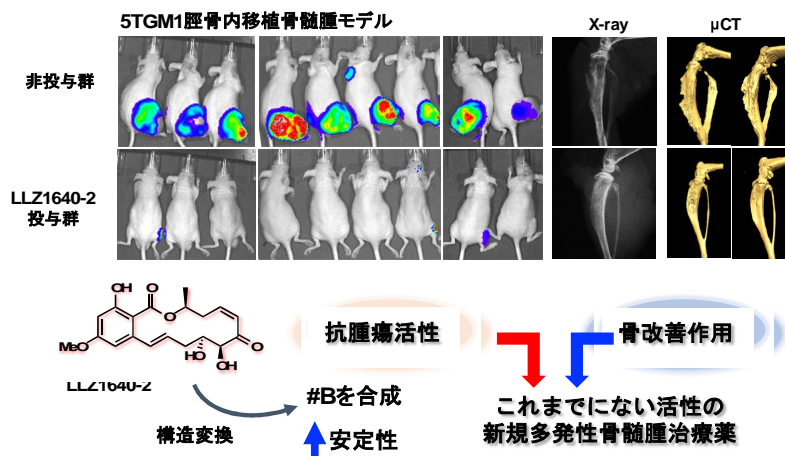 5TGM1脛骨内移植骨髄腫モデル
X-ray
μCT
非投与群
LLZ1640-2
投与群
OH
O
O
MeO
HO
OH
O
LLZ1640-2
構造変換
#Bを合成
安定性
抗腫瘍活性
骨改善作用
これまでにない活性の
新規多発性骨髄腫治療薬